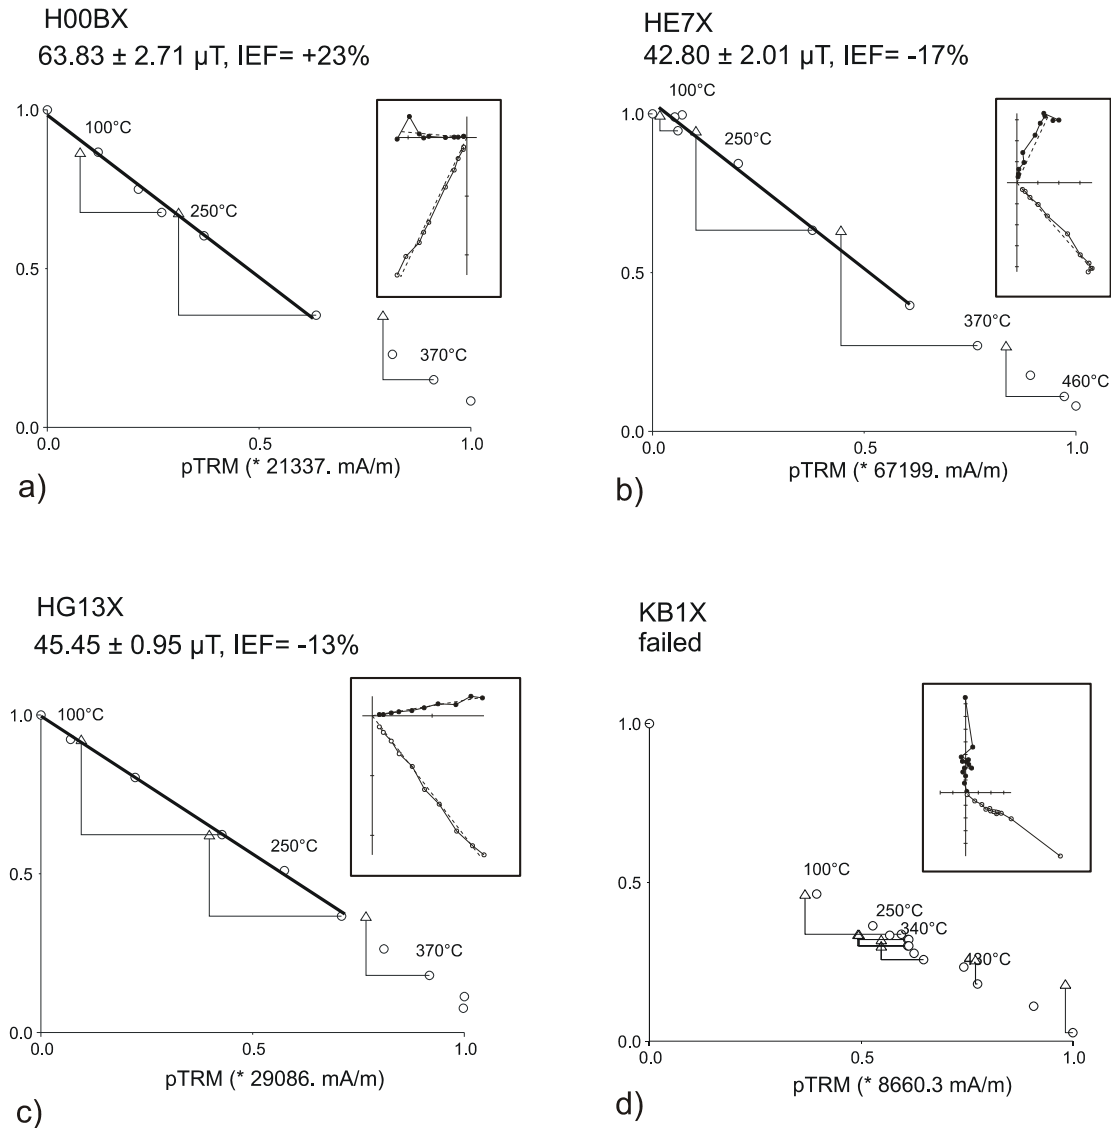 H00BX
63.83 ± 2.71 µT, IEF= +23%
1.0
100°C
250°C
0.5
370°C
0.0
0.0
0.5
1.0
pTRM (* 21337. mA/m)
a)
HE7X
42.80 ± 2.01 µT, IEF= -17%
100°C
1.0
250°C
0.5
370°C
460°C
0.0
0.0
0.5
1.0
pTRM (* 67199. mA/m)
b)
HG13X
45.45 ± 0.95 µT, IEF= -13%
1.0
100°C
250°C
0.5
370°C
0.0
0.0
0.5
1.0
pTRM (* 29086. mA/m)
c)
KB1X
failed
1.0
100°C
0.5
250°C
340°C
430°C
0.0
0.0
0.5
1.0
pTRM (* 8660.3 mA/m)
d)